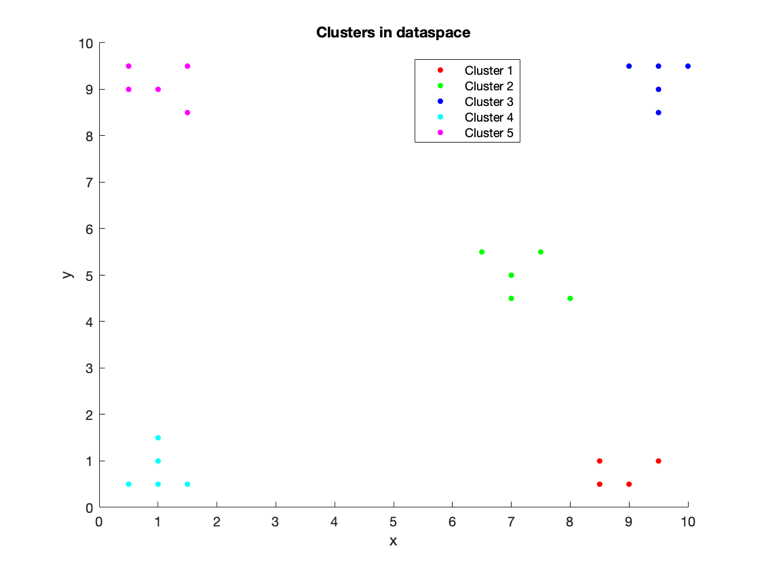 Clusters in dataspace
10
9
8
7
6
5
4
3
2
1
0
y
Cluster 1
Cluster 2
Cluster 3
Cluster 4
Cluster 5
0 1 2 3 4 5 6 7 8 9 10
x